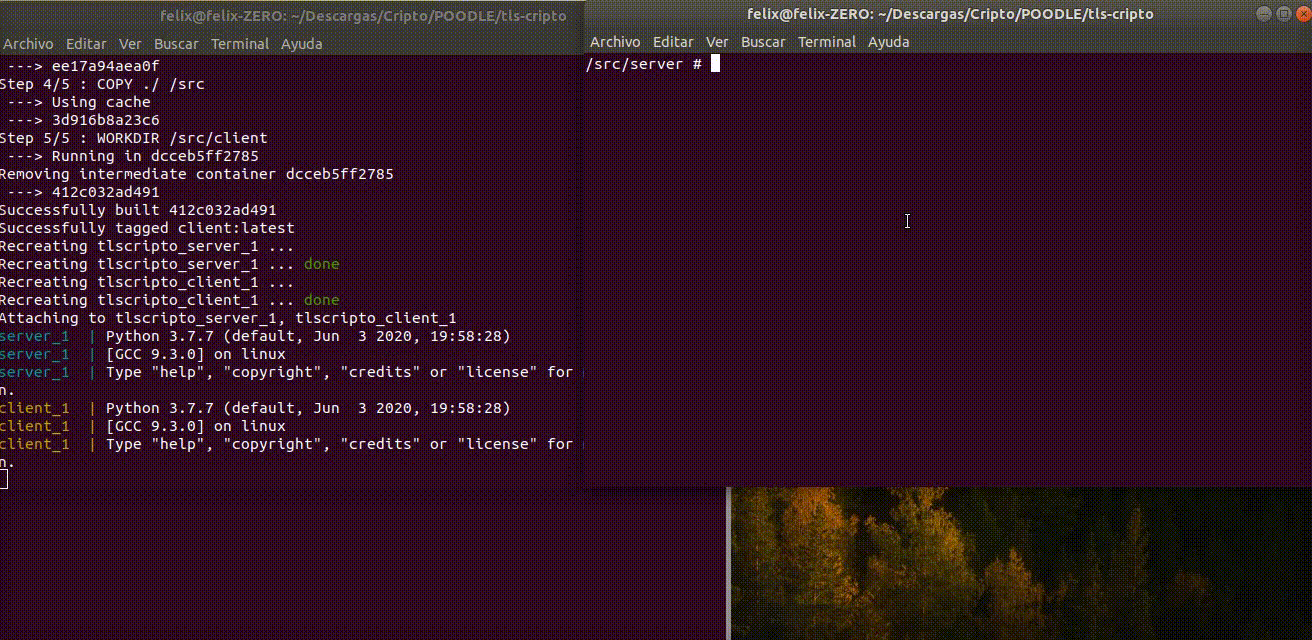 felix@felix-ZERO: ~/Descargas/Cripto/POODLE/tls-cripto
Archivo Editar Ver Buscar Terminal Ayuda
---> ee17a94aea0f
Step 4/5 : COPY ./ /src
---> Using cache
---> 3d916b8a23c6
Step 5/5 : WORKDIR /src/client
---> Running in dcceb5ff2785
Removing intermediate container dcceb5ff2785
---> 412c032ad491
Successfully built 412c032ad491
Successfully tagged client:latest
Recreating tlscripto_server_1 ...
Recreating tlscripto_server_1 ... done
Recreating tlscripto_client_1 ...
Recreating tlscripto_client_1 ... done
Attaching to tlscripto_server_1, tlscripto_client_1
server_1 | Python 3.7.7 (default, Jun 3 2020, 19:58:28)
server_1 | [GCC 9.3.0] on linux
server_1 | Type "help", "copyright", "credits" or "license" for
n.
client_1 | Python 3.7.7 (default, Jun 3 2020, 19:58:28)
client_1 | [GCC 9.3.0] on linux
client_1 | Type "help", "copyright", "credits" or "license" for
n.
felix@felix-ZERO: ~/Descargas/Cripto/POODLE/tls-cripto
Archivo Editar Ver Buscar Terminal Ayuda
/src/server #